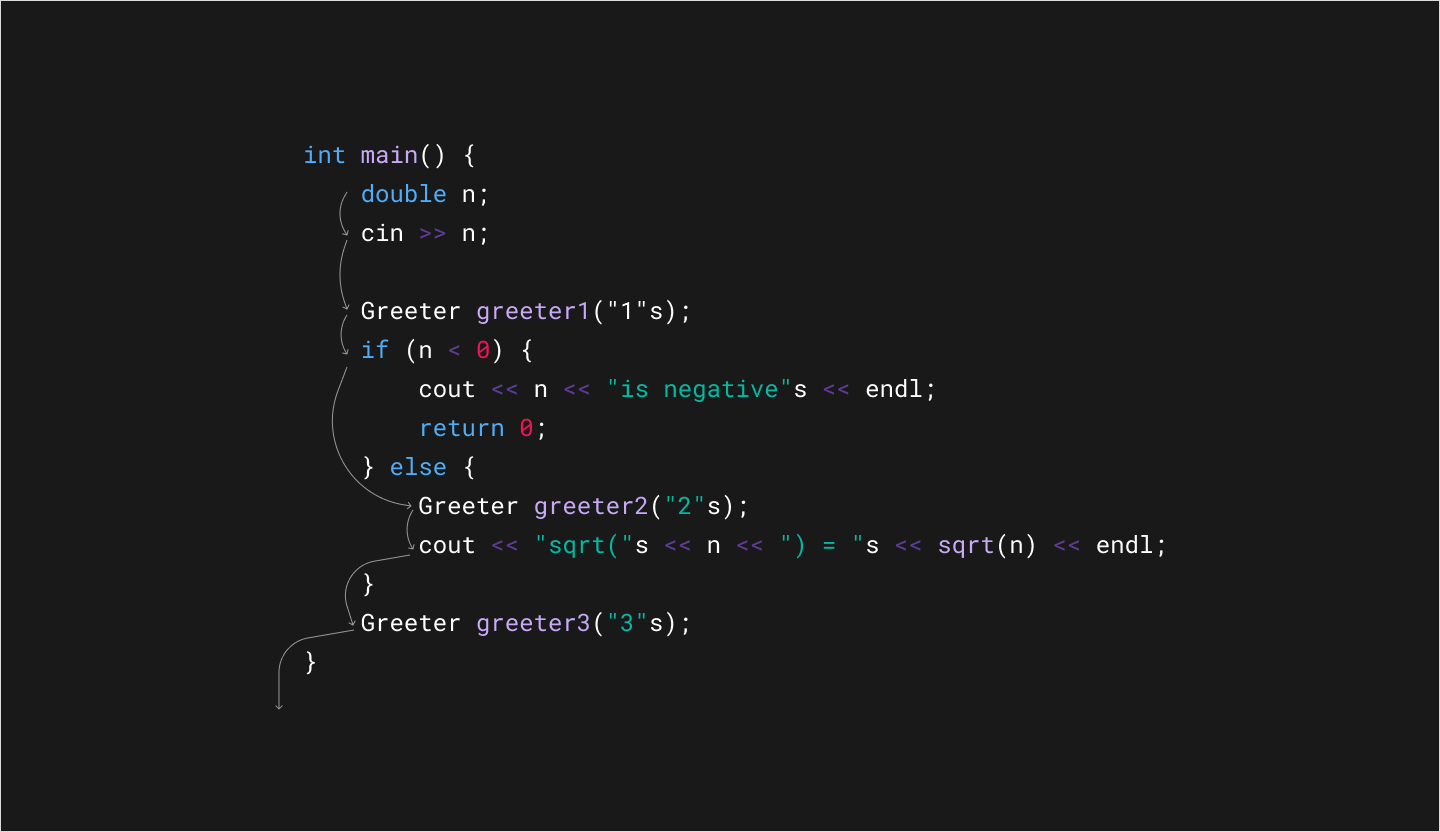 int main() {
    double n;
    cin >> n;

    Greeter greeter1("1"s);
    if (n < 0) {
        cout << n << "is negative"s << endl;
        return 0;
    } else {
        Greeter greeter2("2"s);
        cout << "sqrt("s << n << ") = "s << sqrt(n) << endl;
    }
    Greeter greeter3("3"s);
}